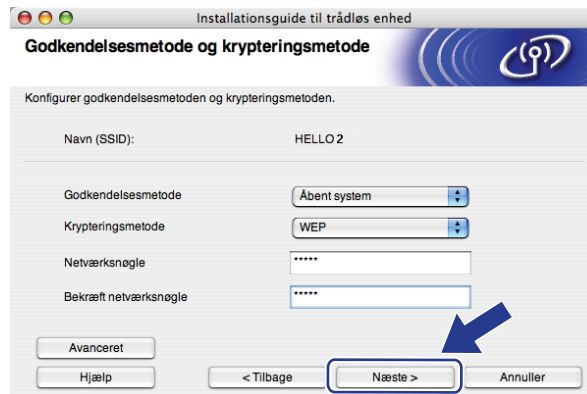 Installationsguide til trådløs enhed
Godkendelsesmetode og krypteringsmetode
Konfigurer godkendelsesmetoden og krypteringsmetoden.
Navn (SSID): HELLO2
Godkendelsesmetode Åbent system
Krypteringsmetode WEP
Netværksnøgle *****
Bekræft netværksnøgle *****
Avanceret
Hjælp < Tilbage Næste > Annuller